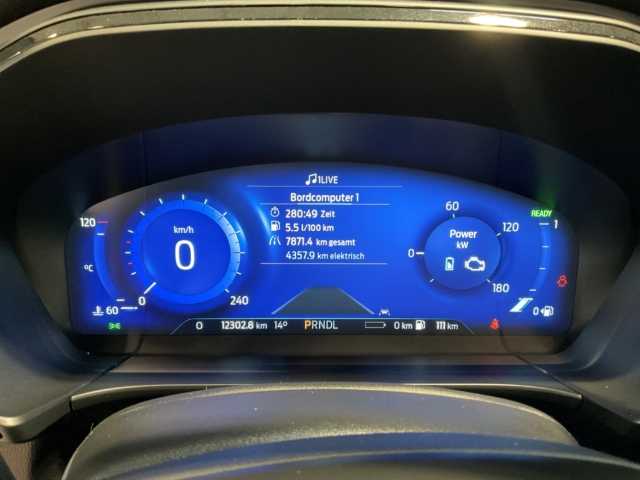 1LIVE
Bordcomputer 1
280:49 Zeit
5.5 l/100 km
7871.4 km gesamt
4357.9 km elektrisch
120
°C
60
km/h
0
0
240
60
120
0
180
Power
kW
READY
1
0
O 12302.8 km 14° PRNDL 0 km 111 km